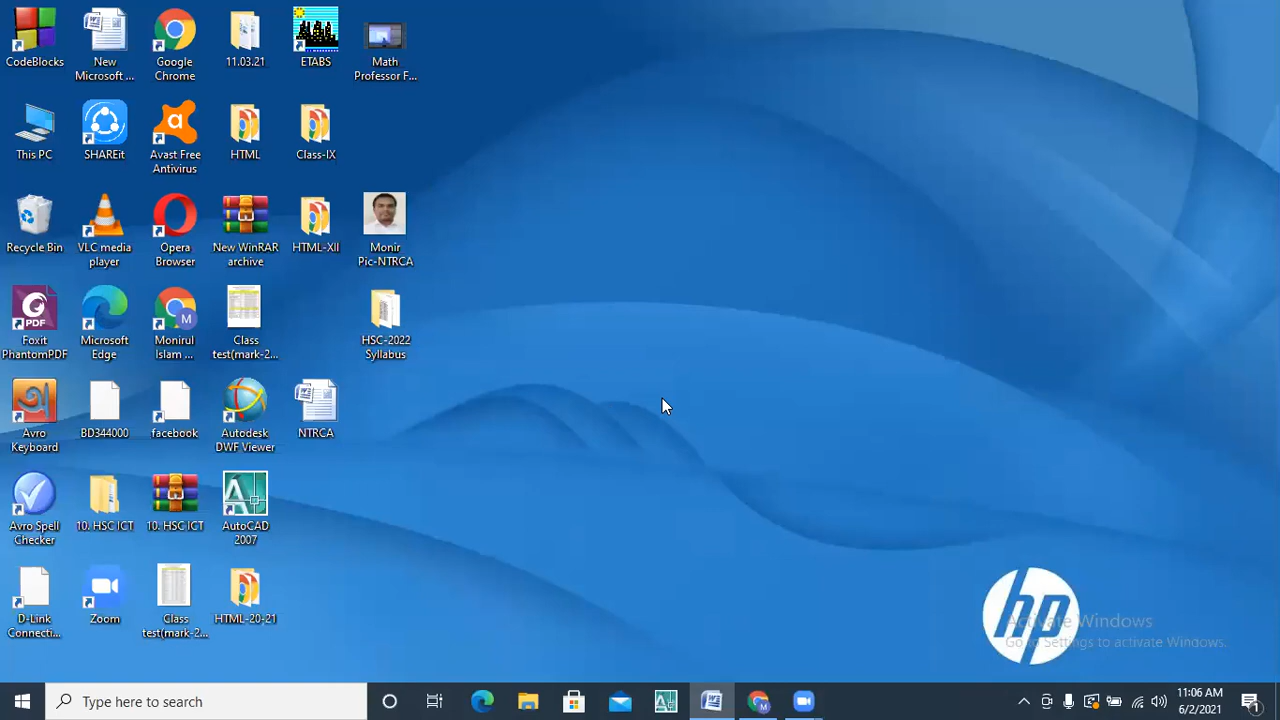 CodeBlocks
New
Microsoft ...
Google
Chrome
11.03.21
ETABS
Math
Professor F...
This PC
SHAREit
Avast Free
Antivirus
HTML
Class-IX
Recycle Bin
VLC media
player
Opera
Browser
New WinRAR
archive
HTML-XII
Monir
Pic-NTRCA
PDF
Foxit
PhantomPDF
Microsoft
Edge
M
Monirul
Islam ...
Class
test(mark-2...
HSC-2022
Syllabus
Avro
Keyboard
BD344000
facebook
Autodesk
DWF Viewer
NTRCA
Avro Spell
Checker
10. HSC ICT
10. HSC ICT
AutoCAD
2007
D-Link
Connecti...
Zoom
Class
test(mark-2...
HTML-20-21
hp
Activate Windows
Go to Settings to activate Windows.
Type here to search
11:06 AM
6/2/2021
1